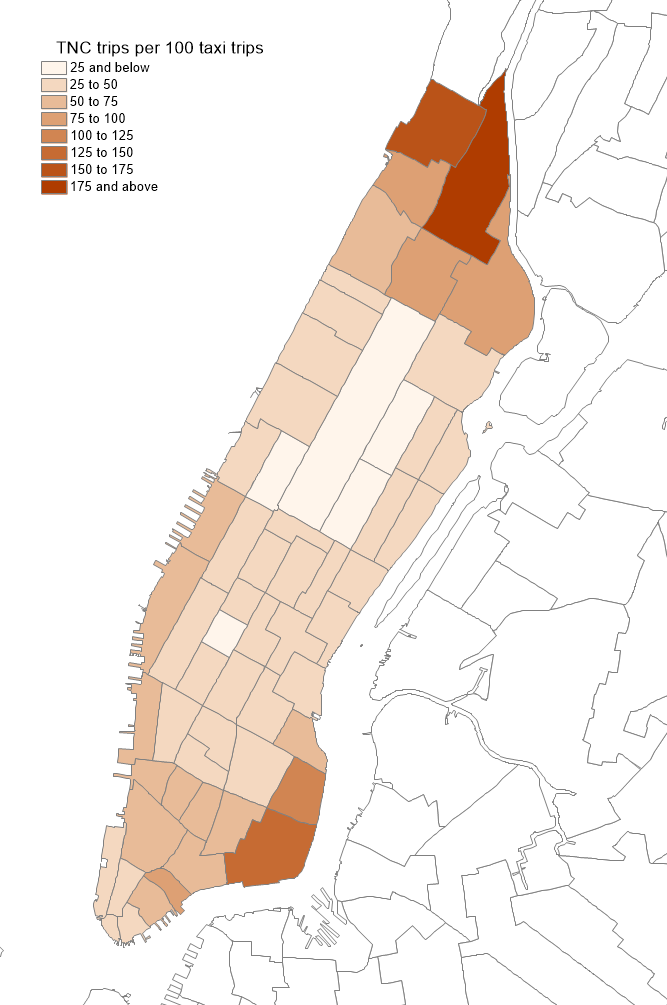 TNC trips per 100 taxi trips
25 and below
25 to 50
50 to 75
75 to 100
100 to 125
125 to 150
150 to 175
175 and above